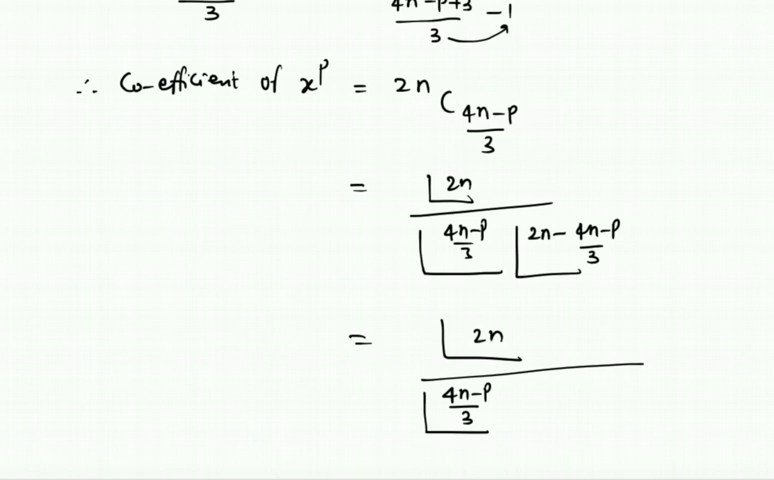 3 4n-p+3/3 - 1
∴ Co-efficient of x^p = 2n C (4n-p)/3
= |2n / |(4n-p)/3 |2n - (4n-p)/3
= |2n / |(4n-p)/3